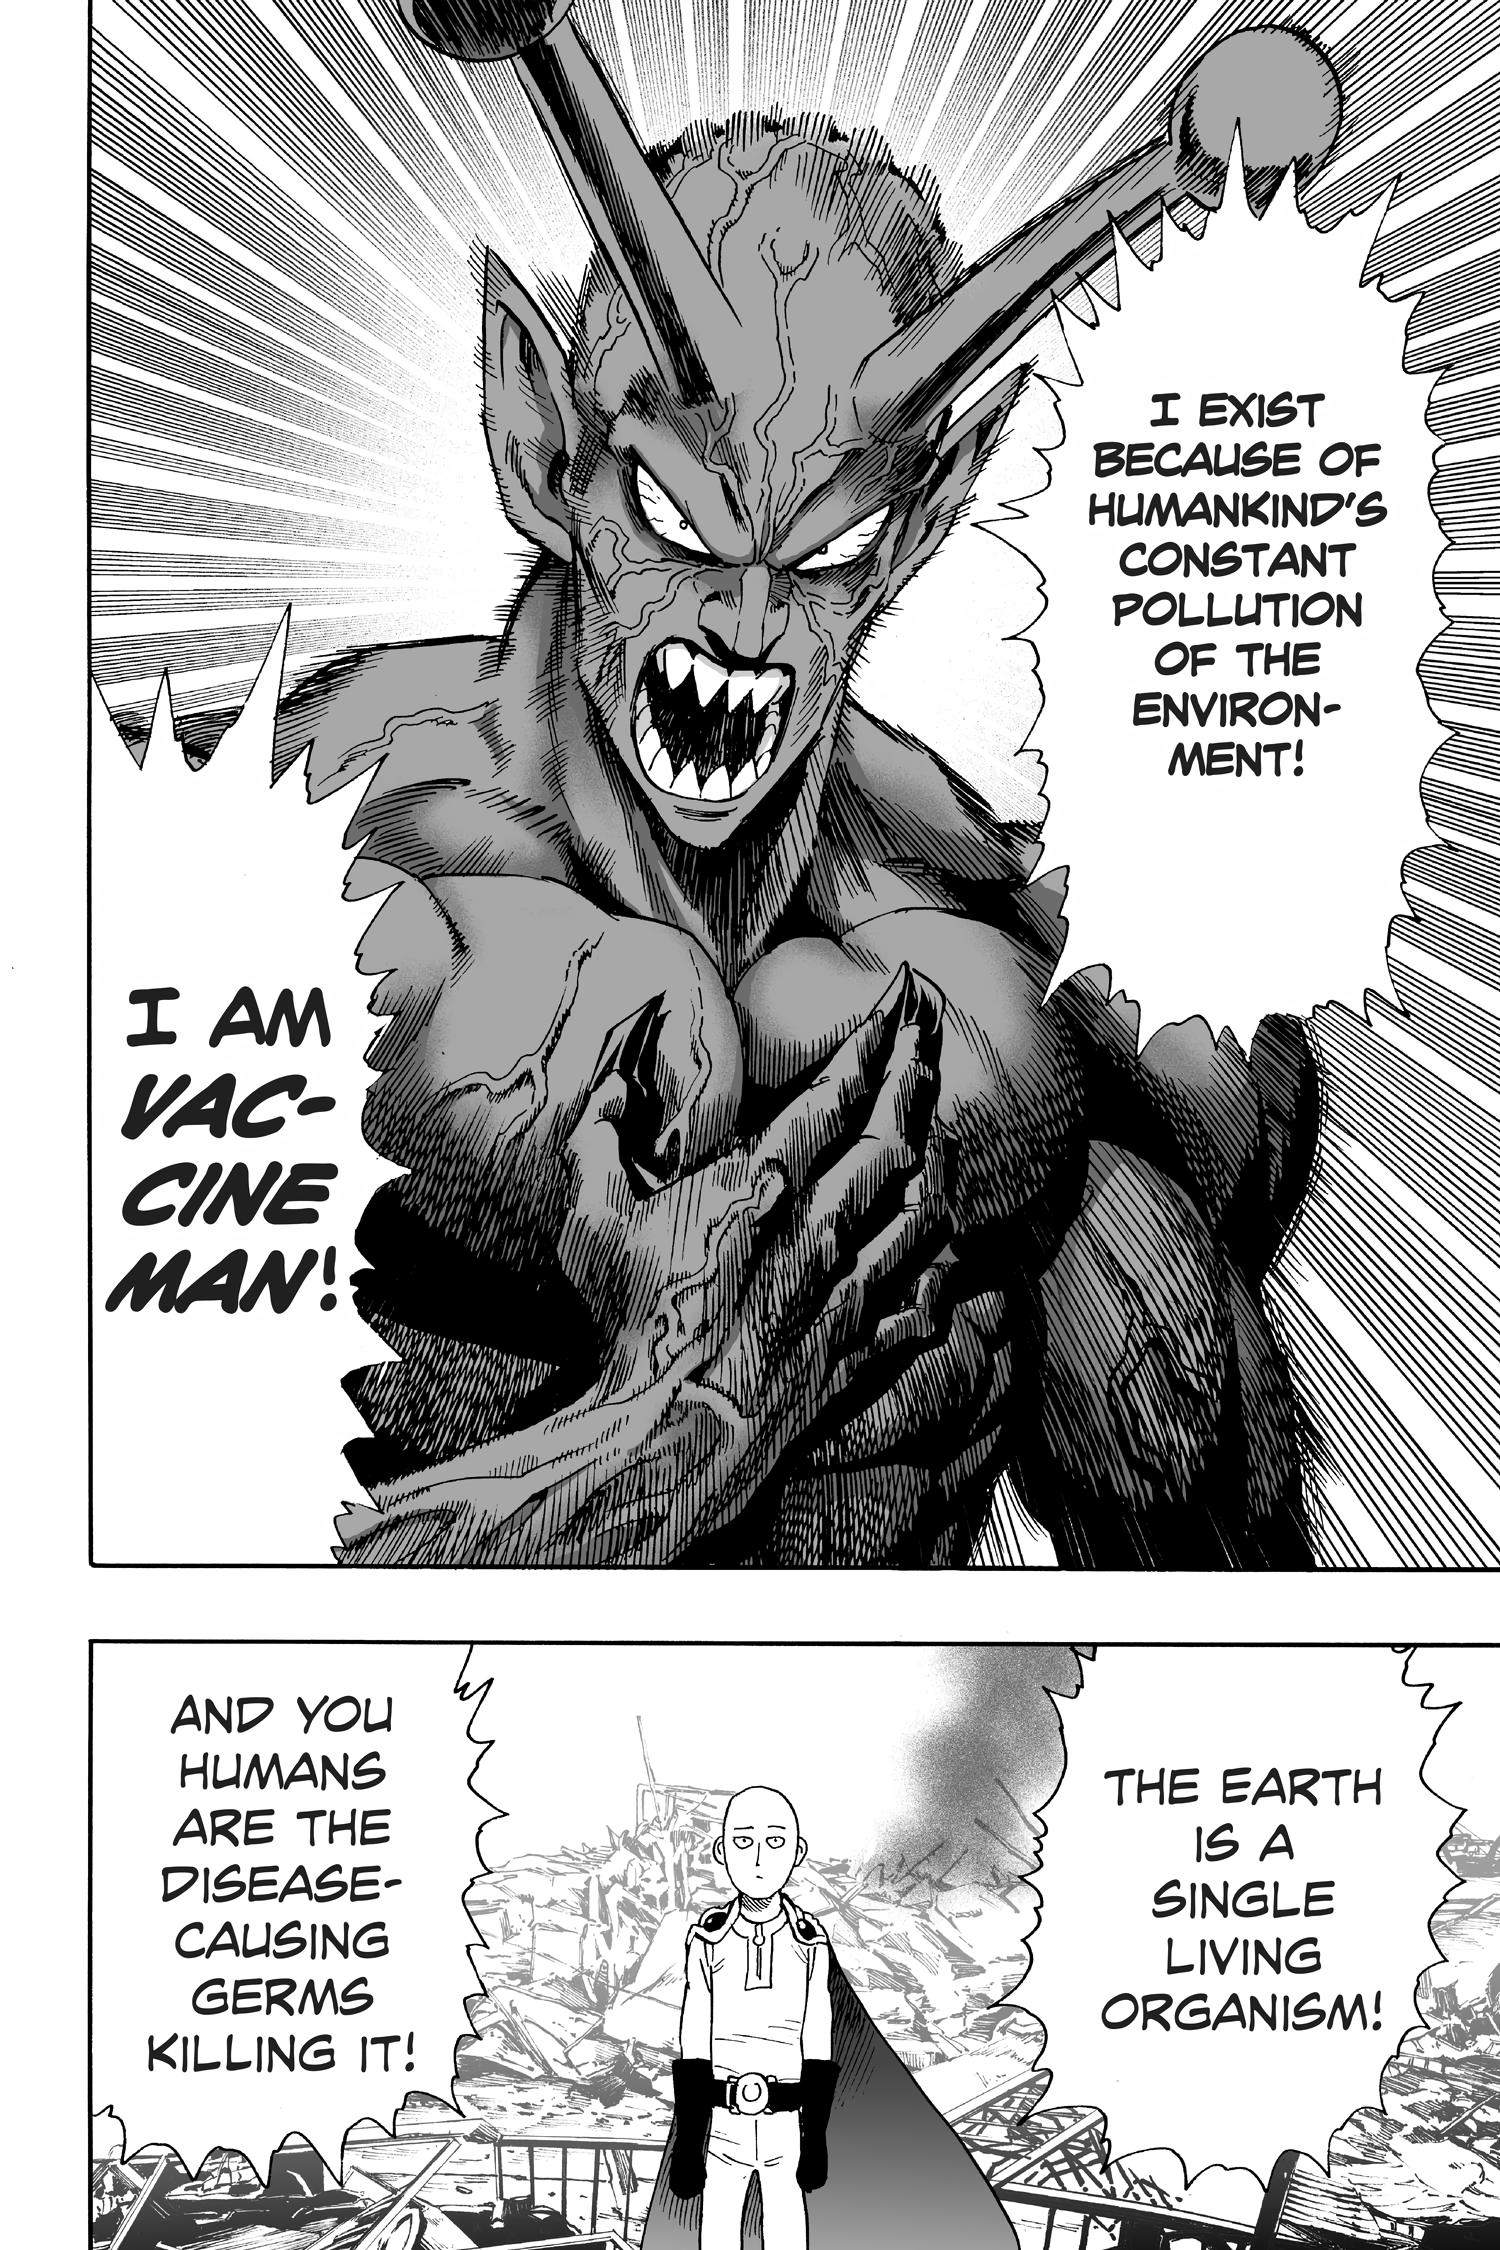 I EXIST
BECAUSE OF
HUMANKIND'S
CONSTANT
POLLUTION
OF THE
ENVIRON-
MENT!
I AM
VAC-
CINE
MAN!
THE EARTH
IS A
SINGLE
LIVING
ORGANISM!
AND YOU
HUMANS
ARE THE
DISEASE-
CAUSING
GERMS
KILLING IT!